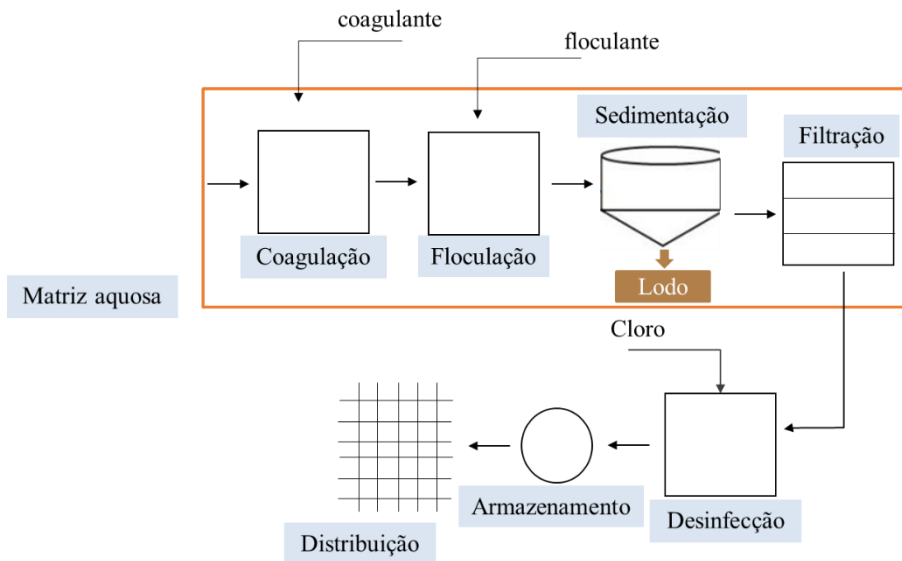 coagulante
floculante
Sedimentação
Filtração
Coagulação
Floculação
Lodo
Matriz aquosa
Cloro
Armazenamento
Desinfecção
Distribuição